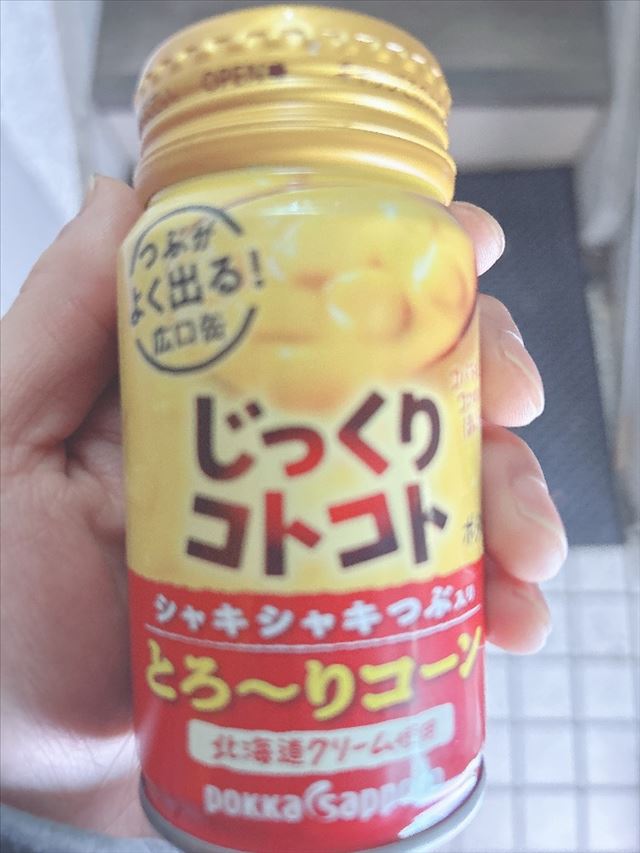 OPEN
つぶが
よく出る!
広口缶
じっくり
コトコト
シャキシャキつぶ入り
とろ〜りコーン
北海道クリーム使用
pokka sapporo